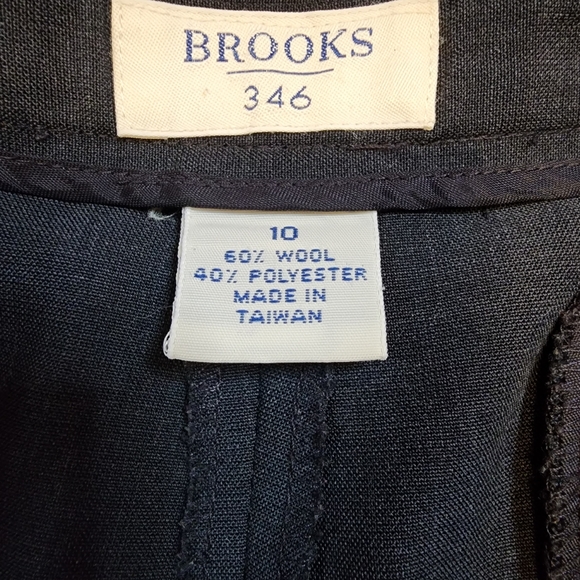 BROOKS
346
10
60% WOOL
40% POLYESTER
MADE IN
TAIWAN